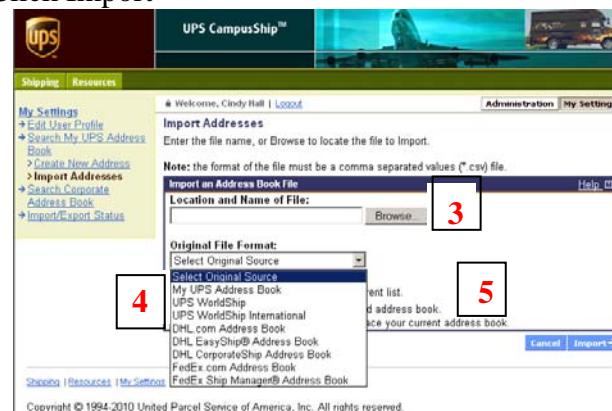 Click Import
ups
UPS CampusShip™
Shipping Resources
My Settings
Edit User Profile
Search My UPS Address
Book
Create New Address
Import Addresses
Search Corporate
Address Book
Import/Export Status
Welcome, Cindy Hall | Logout
Administration My Setting
Import Addresses
Enter the file name, or Browse to locate the file to Import.
Note: the format of the file must be a comma separated values (*.csv) file.
Import an Address Book File Help
Location and Name of File:
Browse...
3
Original File Format:
Select Original Source
Select Original Source
My UPS Address Book
UPS WorldShip
UPS WorldShip International
DHL.com Address Book
DHL EasyShip® Address Book
DHL CorporateShip Address Book
FedEx.com Address Book
FedEx Ship Manager® Address Book
4
rent list.
d address book.
ace your current address book.
5
Cancel Import
Shipping | Resources | My Settings
Copyright © 1994-2010 United Parcel Service of America, Inc. All rights reserved.